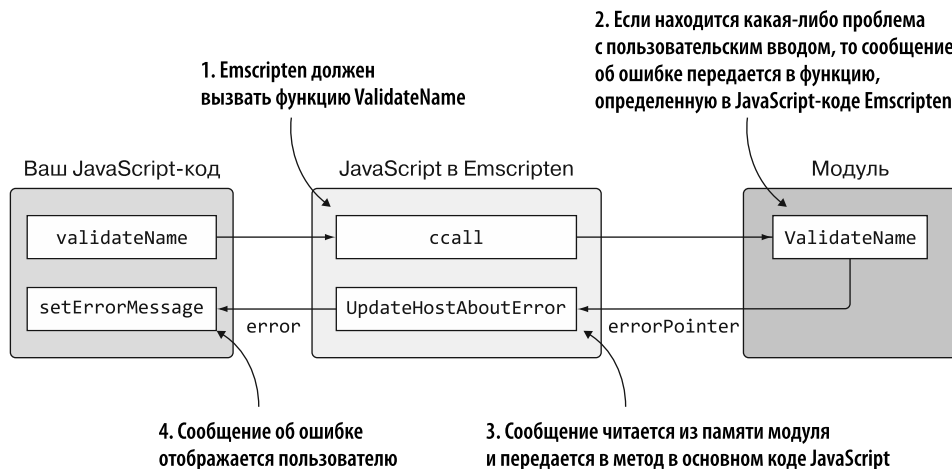 2. Если находится какая-либо проблема
с пользовательским вводом, то сообщение
об ошибке передается в функцию,
определенную в JavaScript-коде Emscripten
1. Emscripten должен
вызвать функцию ValidateName
Ваш JavaScript-код
JavaScript в Emscripten
Модуль
validateName
ccall
ValidateName
setErrorMessage
error
UpdateHostAboutError
errorPointer
4. Сообщение об ошибке
отображается пользователю
3. Сообщение читается из памяти модуля
и передается в метод в основном коде JavaScript